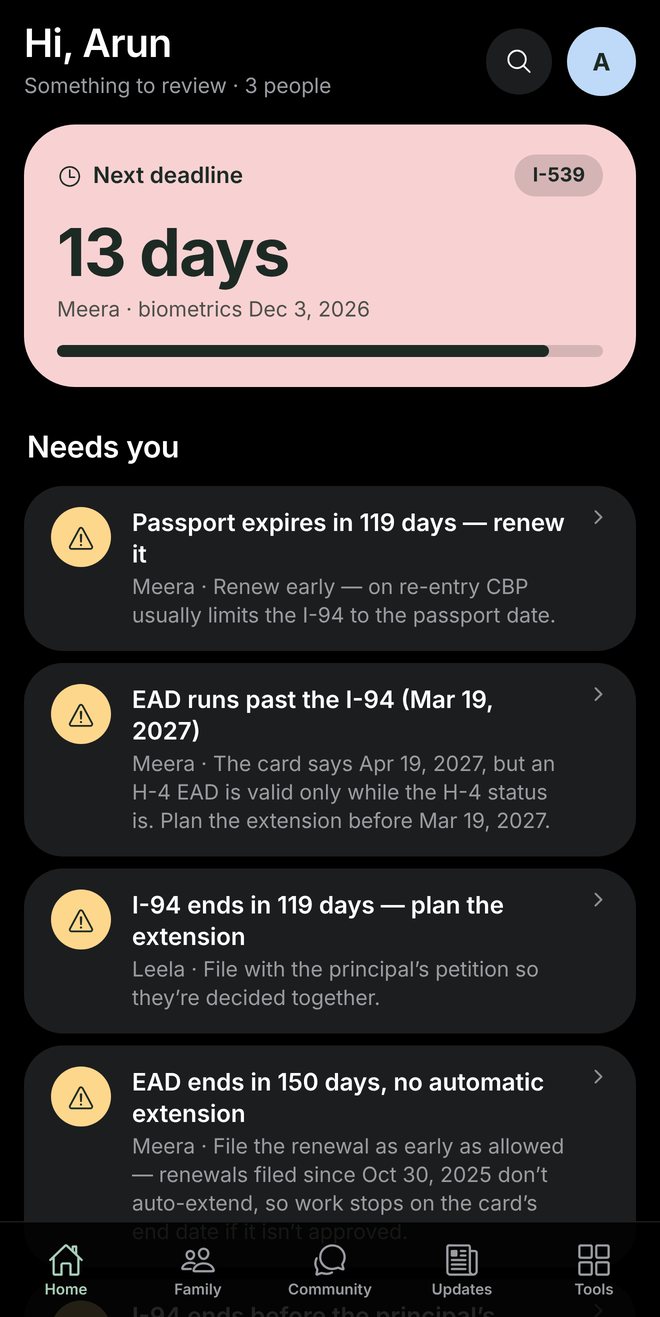 Hi, Arun
Something to review · 3 people
A
Next deadline
I-539
13 days
Meera · biometrics Dec 3, 2026
Needs you
Passport expires in 119 days — renew
it
Meera · Renew early — on re-entry CBP
usually limits the I-94 to the passport date.
EAD runs past the I-94 (Mar 19,
2027)
Meera · The card says Apr 19, 2027, but an
H-4 EAD is valid only while the H-4 status
is. Plan the extension before Mar 19, 2027.
I-94 ends in 119 days — plan the
extension
Leela · File with the principal’s petition so
they’re decided together.
EAD ends in 150 days, no automatic
extension
Meera · File the renewal as early as allowed
— renewals filed since Oct 30, 2025 don’t
auto-extend, so work stops on the card’s
end date if it isn’t approved.
Home
Family
Community
Updates
Tools
I-94 ends before the principal’s